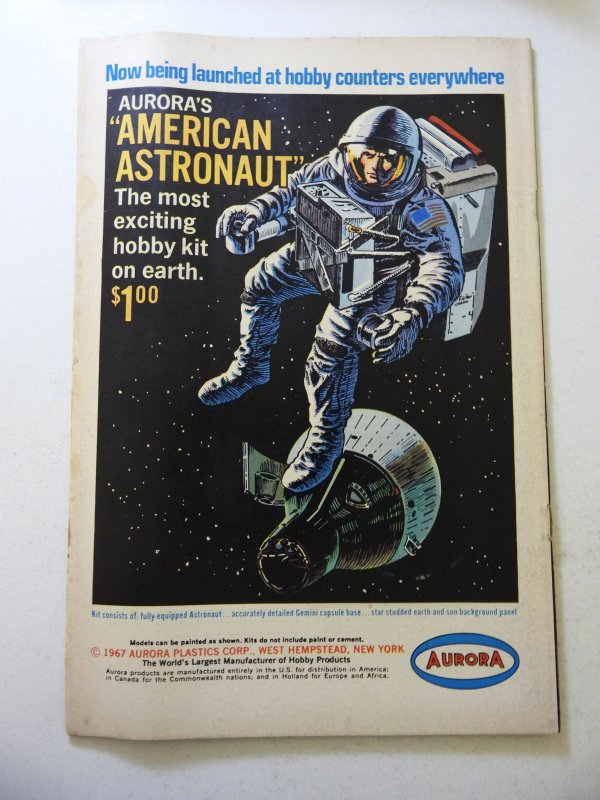 Now being launched at hobby counters everywhere
AURORA'S
"AMERICAN
ASTRONAUT"
The most
exciting
hobby kit
on earth.
$1.00
Kit consists of: fully-equipped Astronaut...accurately detailed Gemini capsule base...star-studded earth and sun background panel
Models can be painted as shown. Kits do not include paint or cement.
© 1967 AURORA PLASTICS CORP., WEST HEMPSTEAD, NEW YORK
The World's Largest Manufacturer of Hobby Products
Aurora products are manufactured entirely in the U.S. for distribution in America;
in Canada for the Commonwealth nations; and in Holland for Europe and Africa.
AURORA